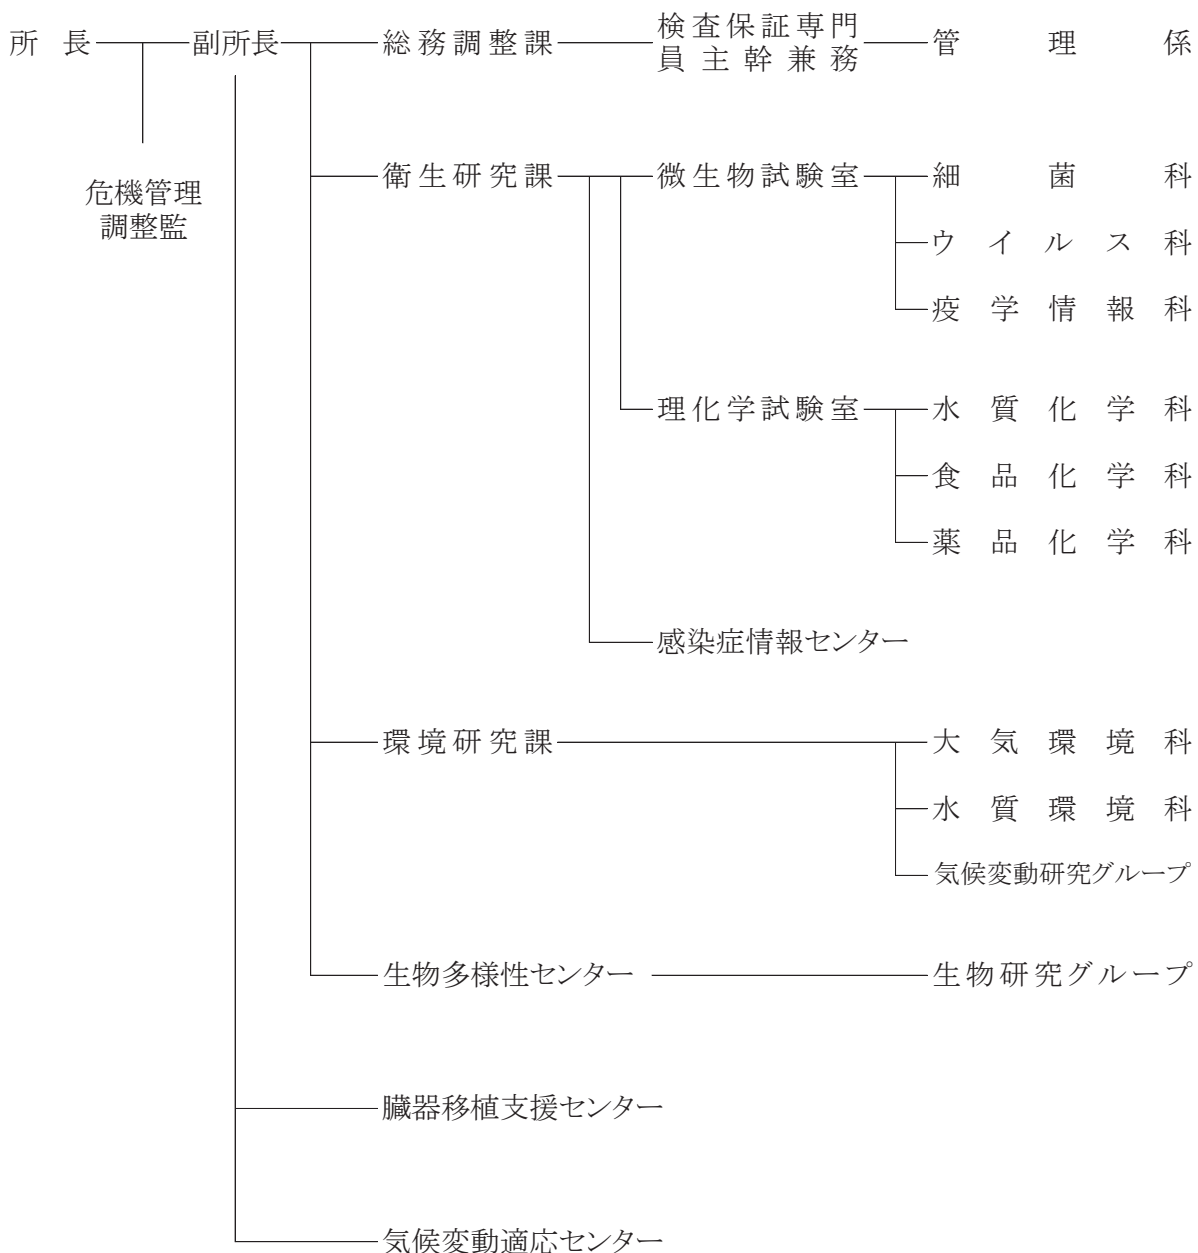 所長
副所長
総務調整課
検査保証専門
員主幹兼務
管理係
危機管理
調整監
衛生研究課
微生物試験室
細菌科
ウイルス科
疫学情報科
理化学試験室
水質化学科
食品化学科
薬品化学科
感染症情報センター
環境研究課
大気環境科
水質環境科
気候変動研究グループ
生物多様性センター
生物研究グループ
臓器移植支援センター
気候変動適応センター